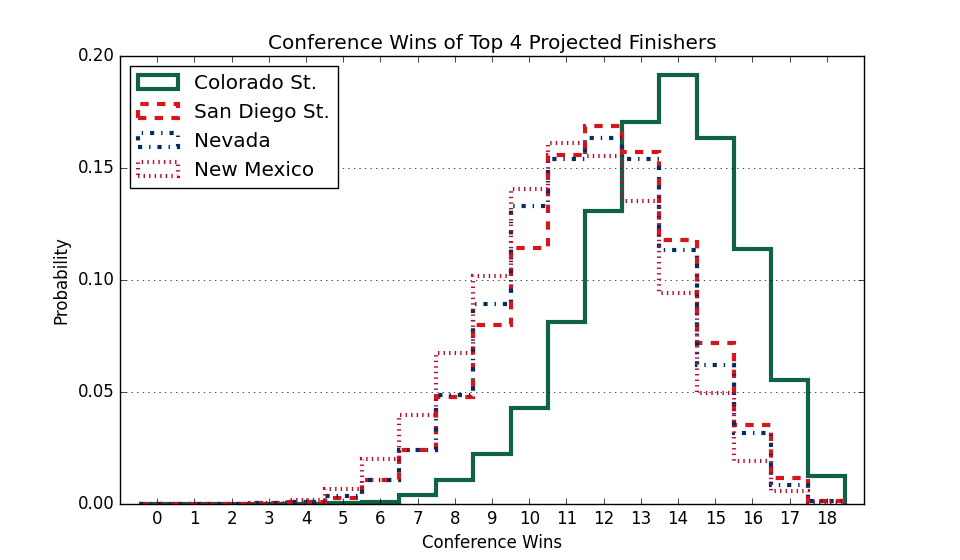 Conference Wins of Top 4 Projected Finishers
0.20
0.15
0.10
0.05
0.00
Probability
Colorado St.
San Diego St.
Nevada
New Mexico
0 1 2 3 4 5 6 7 8 9 10 11 12 13 14 15 16 17 18
Conference Wins